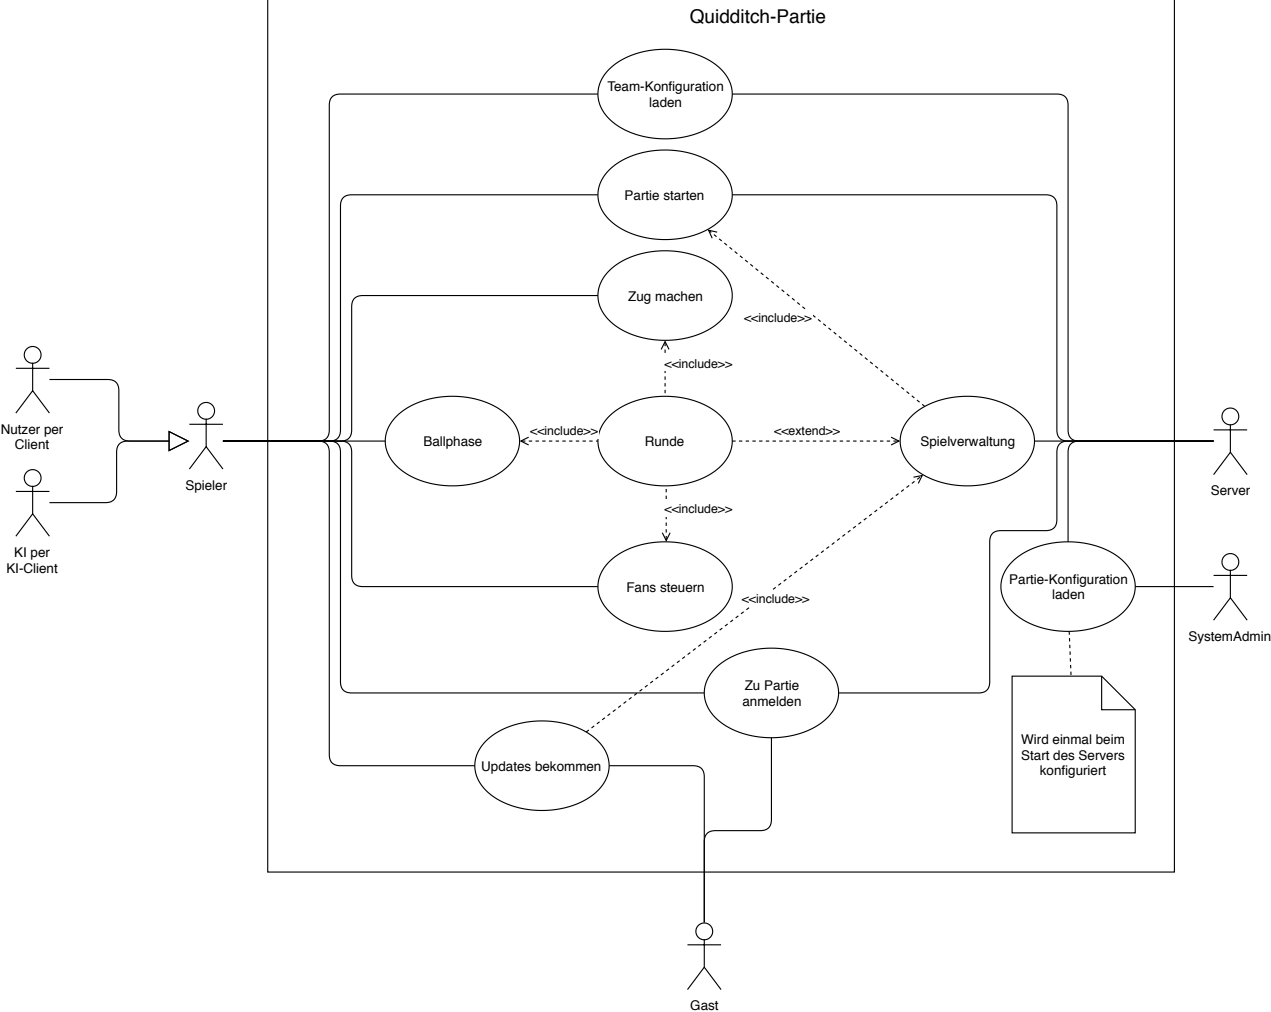 Quidditch-Partie
Team-Konfiguration
laden
Partie starten
Zug machen
<<include>>
<<include>>
Nutzer per
Client
Spieler
Ballphase
<<include>>
Runde
<<extend>>
Spielverwaltung
Server
KI per
KI-Client
<<include>>
Fans steuern
<<include>>
Partie-Konfiguration
laden
SystemAdmin
Zu Partie
anmelden
Updates bekommen
Wird einmal beim
Start des Servers
konfiguriert
Gast